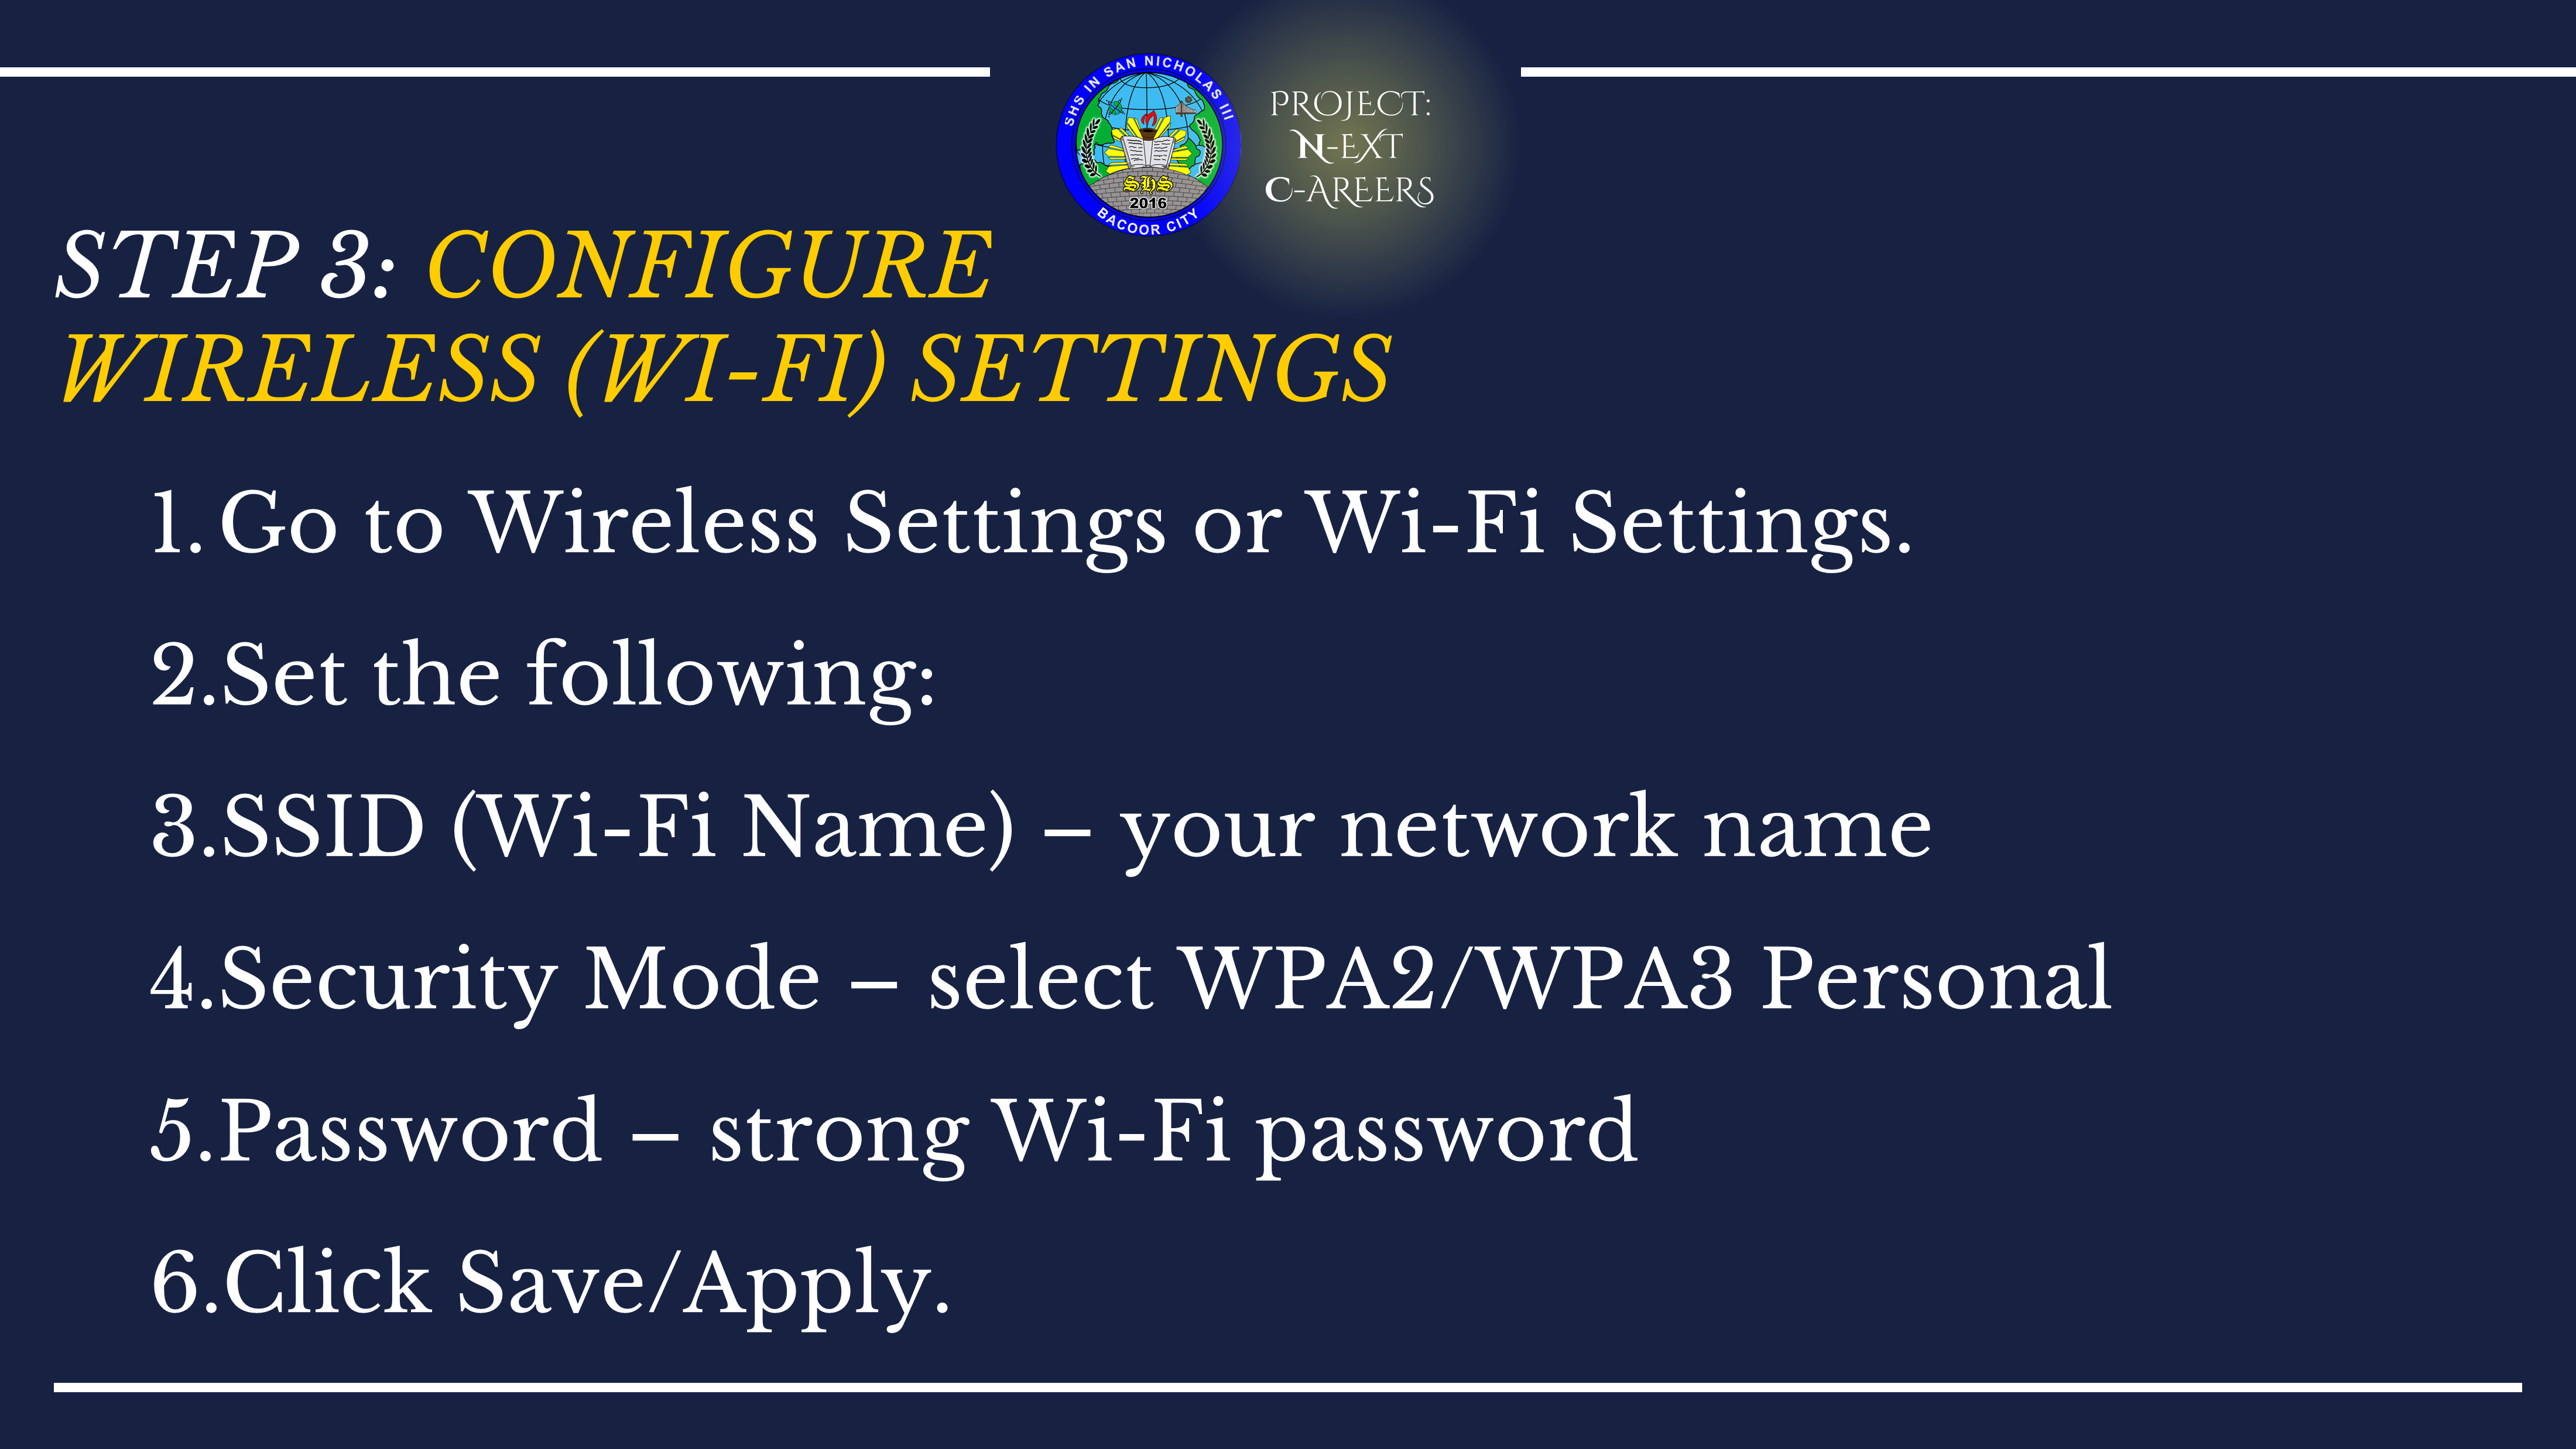 SHS IN SAN NICHOLAS III
SHS
2016
BACOOR CITY
PROJECT:
N-EXT
C-AREERS
STEP 3: CONFIGURE
WIRELESS (WI-FI) SETTINGS
1. Go to Wireless Settings or Wi-Fi Settings.
2.Set the following:
3.SSID (Wi-Fi Name) – your network name
4.Security Mode – select WPA2/WPA3 Personal
5.Password – strong Wi-Fi password
6.Click Save/Apply.